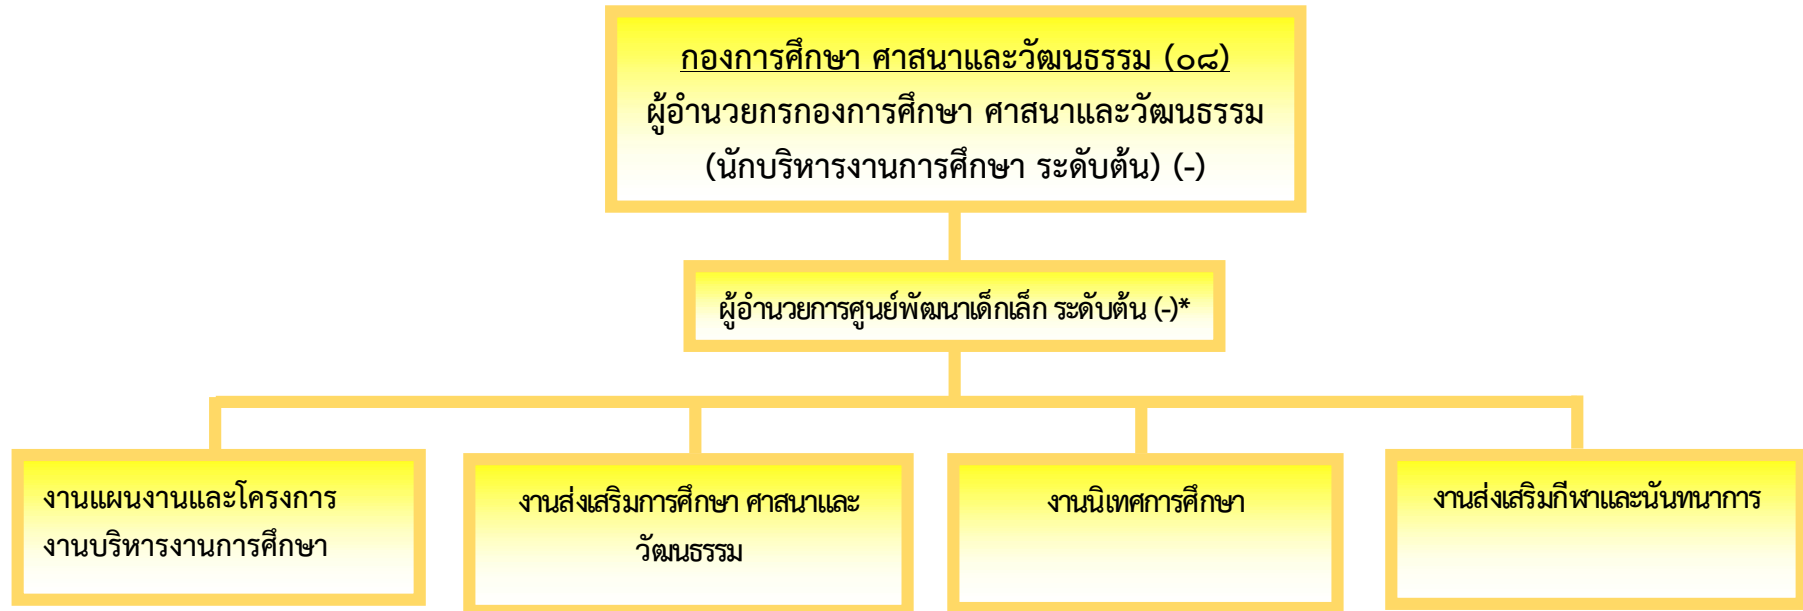 กองการศึกษา ศาสนาและวัฒนธรรม (๐๘)
ผู้อำนวยกรกองการศึกษา ศาสนาและวัฒนธรรม
(นักบริหารงานการศึกษา ระดับต้น) (-)
ผู้อำนวยการศูนย์พัฒนาเด็กเล็ก ระดับต้น (-)*
งานแผนงานและโครงการ
งานบริหารงานการศึกษา
งานส่งเสริมการศึกษา ศาสนาและ
วัฒนธรรม
งานนิเทศการศึกษา
งานส่งเสริมกีฬาและนันทนาการ